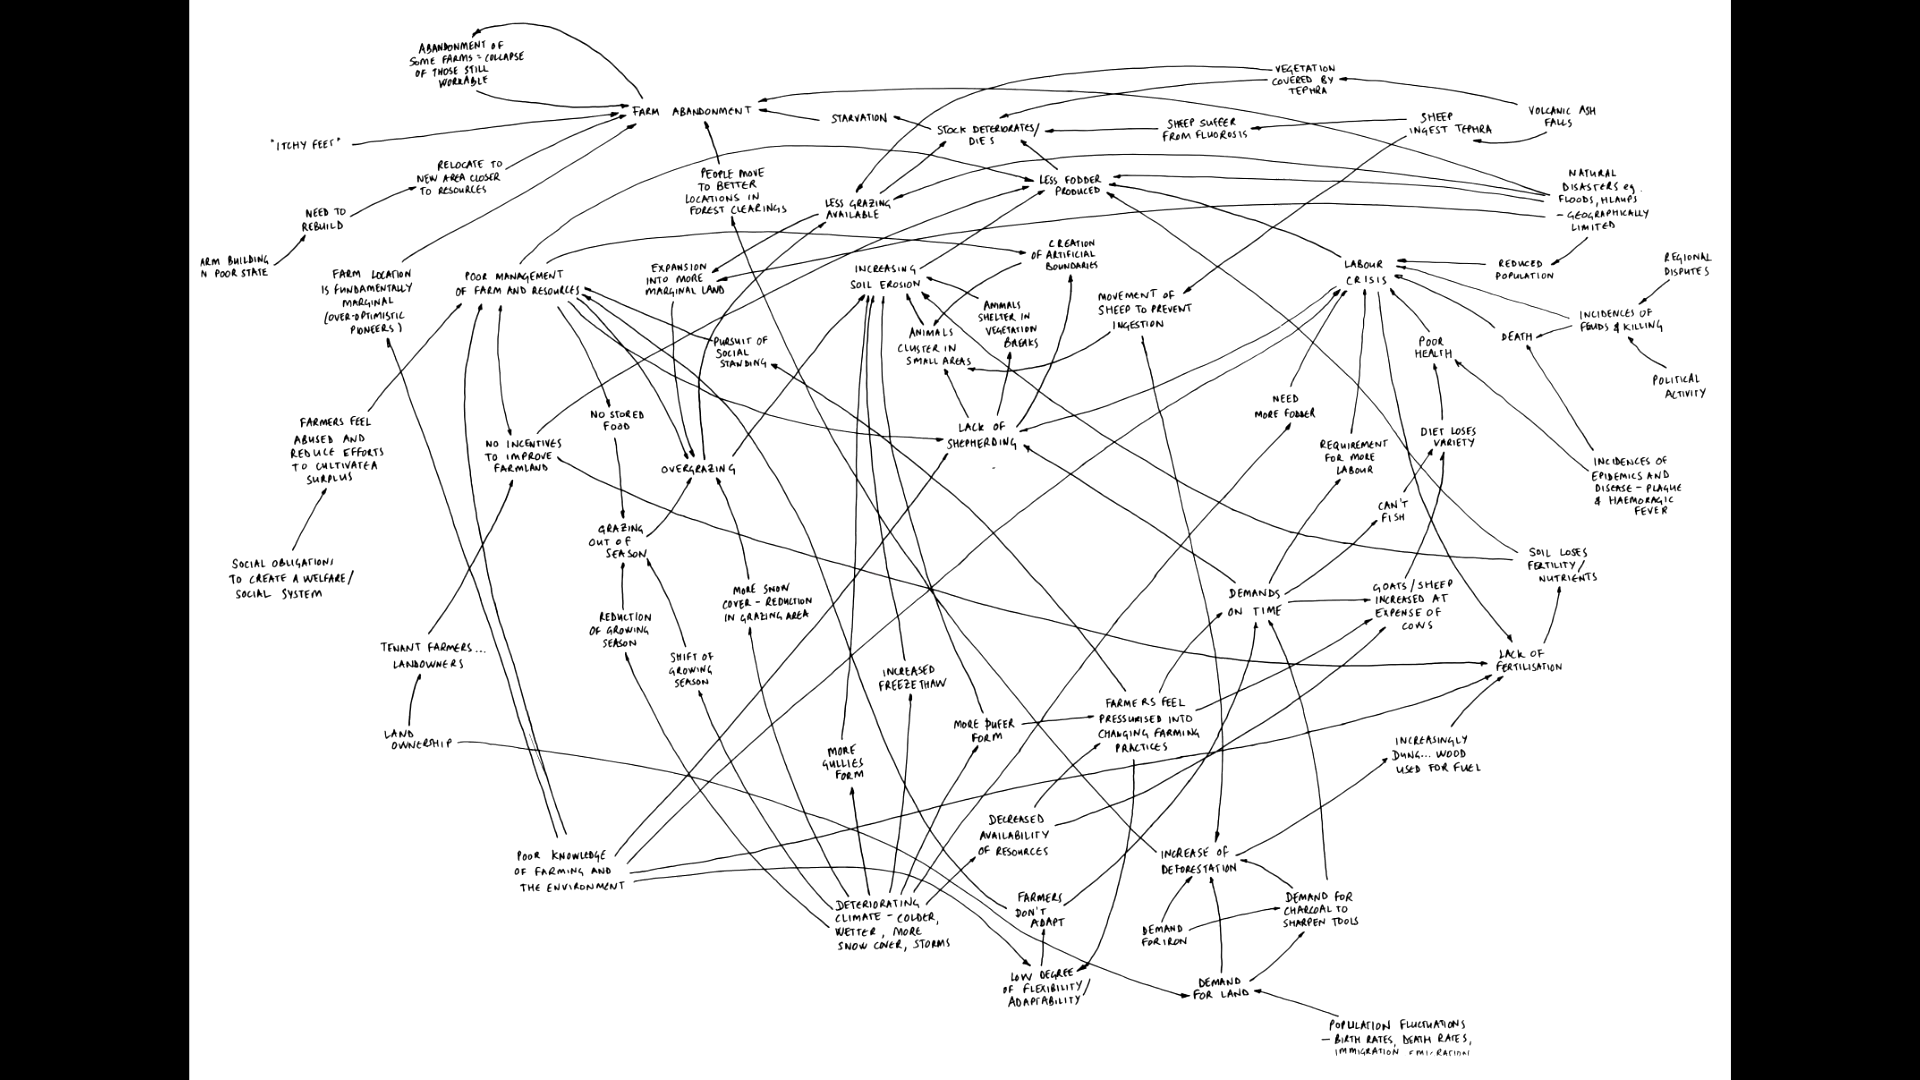 ABANDONMENT OF
SOME FARMS = COLLAPSE
OF THOSE STILL
WORKABLE
FARM ABANDONMENT
"ITCHY FEET"
RELOCATE TO
NEW AREA CLOSER
TO RESOURCES
NEED TO
REBUILD
ARM BUILDING
N POOR STATE
FARM LOCATION
IS FUNDAMENTALLY
MARGINAL
(OVER-OPTIMISTIC
PIONEERS)
STARVATION
STOCK DETERIORATES/
DIES
SHEEP SUFFER
FROM FLUOROSIS
SHEEP
INGEST TEPHRA
VEGETATION
COVERED BY
TEPHRA
VOLCANIC ASH
FALLS
PEOPLE MOVE
TO BETTER
LOCATIONS IN
FOREST CLEARINGS
LESS GRAZING
AVAILABLE
LESS FODDER
PRODUCED
NATURAL
DISASTERS eg.
FLOODS, HLAUPS
- GEOGRAPHICALLY
LIMITED
POOR MANAGEMENT
OF FARM AND RESOURCES
EXPANSION
INTO MORE
MARGINAL LAND
INCREASING
SOIL EROSION
CREATION
OF ARTIFICIAL
BOUNDARIES
LABOUR
CRISIS
REDUCED
POPULATION
REGIONAL
DISPUTES
ANIMALS
SHELTER IN
VEGETATION
BREAKS
MOVEMENT OF
SHEEP TO PREVENT
INGESTION
INCIDENCES OF
FEUDS & KILLING
PURSUIT OF
SOCIAL
STANDING
ANIMALS
CLUSTER IN
SMALL AREAS
POOR
HEALTH
DEATH
POLITICAL
ACTIVITY
FARMERS FEEL
ABUSED AND
REDUCE EFFORTS
TO CULTIVATE A
SURPLUS
NO INCENTIVES
TO IMPROVE
FARMLAND
NO STORED
FOOD
OVERGRAZING
LACK OF
SHEPHERDING
NEED
MORE FODDER
REQUIREMENT
FOR MORE
LABOUR
DIET LOSES
VARIETY
INCIDENCES OF
EPIDEMICS AND
DISEASE - PLAGUE
& HAEMORAGIC
FEVER
CAN'T
FISH
SOCIAL OBLIGATIONS
TO CREATE A WELFARE/
SOCIAL SYSTEM
GRAZING
OUT OF
SEASON
REDUCTION
OF GROWING
SEASON
MORE SNOW
COVER - REDUCTION
IN GRAZING AREA
DEMANDS
ON TIME
GOATS/SHEEP
INCREASED AT
EXPENSE OF
COWS
SOIL LOSES
FERTILITY/
NUTRIENTS
TENANT FARMERS...
LANDOWNERS
SHIFT OF
GROWING
SEASON
INCREASED
FREEZE THAW
LACK OF
FERTILISATION
LAND
OWNERSHIP
MORE GULLIES
FORM
MORE PUFER
FORM
FARMERS FEEL
PRESSURISED INTO
CHANGING FARMING
PRACTICES
INCREASINGLY
DUNG... WOOD
USED FOR FUEL
POOR KNOWLEDGE
OF FARMING AND
THE ENVIRONMENT
DETERIORATING
CLIMATE - COLDER,
WETTER, MORE
SNOW COVER, STORMS
DECREASED
AVAILABILITY
OF RESOURCES
INCREASE OF
DEFORESTATION
FARMERS
DON'T
ADAPT
DEMAND
FOR IRON
DEMAND FOR
CHARCOAL TO
SHARPEN TOOLS
LOW DEGREE
OF FLEXIBILITY/
ADAPTABILITY
DEMAND
FOR LAND
POPULATION FLUCTUATIONS
- BIRTH RATES, DEATH RATES,
IMMIGRATION EMIGRATION